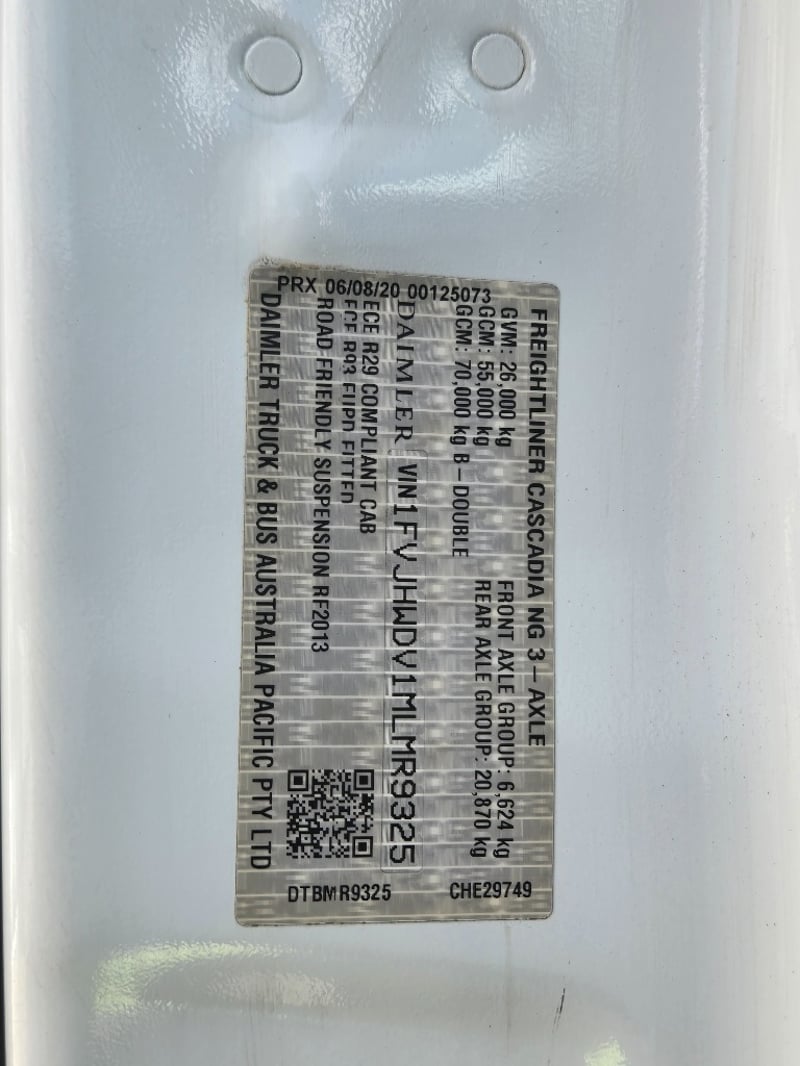 FREIGHTLINER CASCADIA NG 3-AXLE
GVM: 26,000 kg FRONT AXLE GROUP: 6,624 kg
GCM: 55,000 kg REAR AXLE GROUP: 20,870 kg
GCM: 70,000 kg B-DOUBLE
DAIMLER VIN 1FVJHWDV1MLMR9325
ECE R29 COMPLIANT CAB
ECE R93 FUPD FITTED
ROAD FRIENDLY SUSPENSION RF2013
DAIMLER TRUCK & BUS AUSTRALIA PACIFIC PTY LTD
PRX 06/08/20 00125073
CHE29749
DTBMR9325